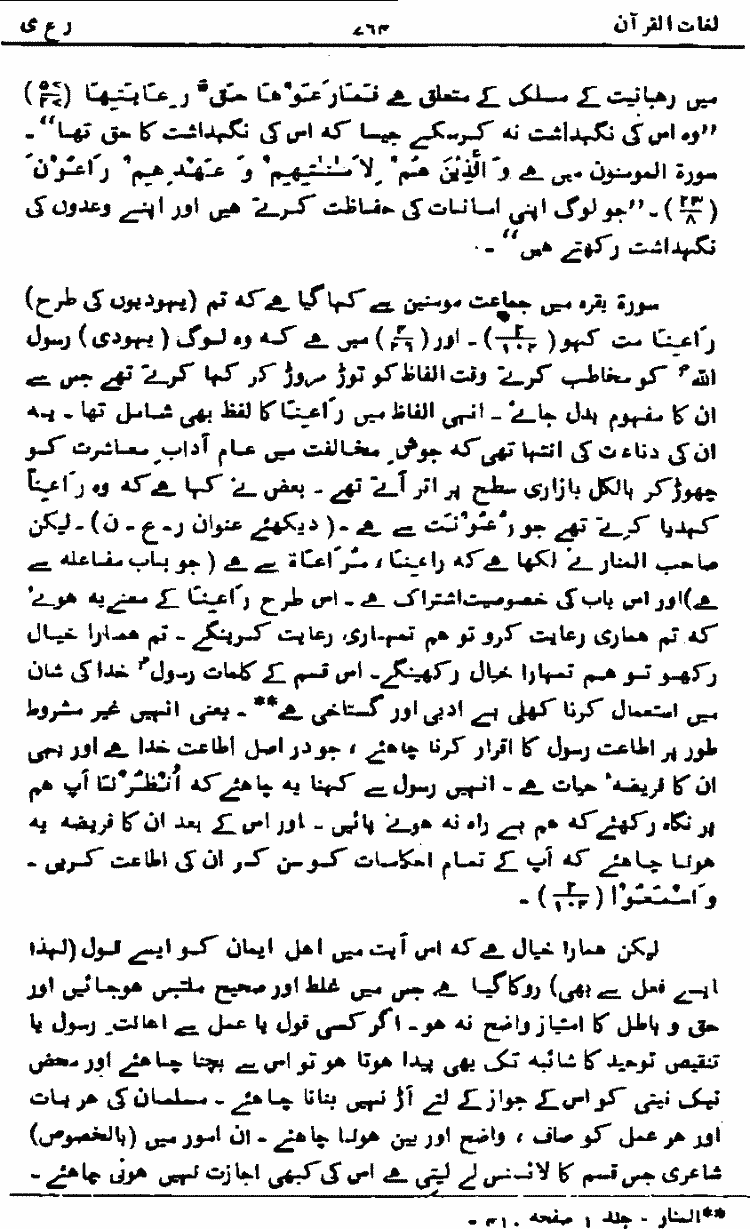 لغات القرآن ۷۶۳ ر ع ی
میں رهبانیت کے مسلک کے متعلق ہے فَمَا رَعَوْهَا حَقَّ رِعَايَتِهَا (۵۷/۲۷)
”وہ اس کی نگہداشت نہ کرسکے جیسا کہ اس کی نگہداشت کا حق تھا“۔
سورۃ المومنون میں ہے وَالَّذِيْنَ هُمْ لِاَمٰنٰتِهِمْ وَ عَهْدِهِمْ رَاعُوْنَ
(۲۳/۸)۔ ”جو لوگ اپنی امانات کی حفاظت کرتے ہیں اور اپنے وعدوں کی
نگہداشت رکھتے ہیں“۔
سورۃ بقرہ میں جماعت مومنین سے کہا گیا ہے کہ تم (یہودیوں کی طرح)
رَاعِنَا مت کہو (۲/۱۰۴)۔ اور (۴/۴۶) میں ہے کہ وہ لوگ (یہودی) رسول
اللہؐ کو مخاطب کرتے وقت الفاظ کو توڑ مروڑ کر کہا کرتے تھے جس سے
ان کا مفہوم بدل جائے۔ انہی الفاظ میں رَاعِنَا کا لفظ بھی شامل تھا۔ یہ
ان کی دناءت کی انتہا تھی کہ جوشِ مخالفت میں عام آدابِ معاشرت کو
چھوڑ کر بالکل بازاری سطح پر اتر آتے تھے۔ بعض نے کہا ہے کہ وہ رَاعِناً
کہدیا کرتے تھے جو رُعُوْنَت سے ہے۔ (دیکھئے عنوان ر۔ع۔ن)۔ لیکن
صاحب المنار نے لکھا ہے کہ راعِنَا، مُرَاعَاة سے ہے (جو باب مفاعلہ سے
ہے) اور اس باب کی خصوصیت اشتراک ہے۔ اس طرح رَاعِنَا کے معنے یہ ہوئے
کہ تم ہماری رعایت کرو تو ہم تمہاری رعایت کرینگے۔ تم ہمارا خیال
رکھو تو ہم تمہارا خیال رکھینگے۔ اس قسم کے کلمات رسولؐ خدا کی شان
میں استعمال کرنا کھلی بے ادبی اور گستاخی ہے**۔ یعنی انہیں غیر مشروط
طور پر اطاعت رسول کا اقرار کرنا چاہئے، جو در اصل اطاعت خدا ہے اور یہی
ان کا فریضۂ حیات ہے۔ انہیں رسول سے کہنا یہ چاہئے کہ اُنْظُرْنَا آپ ہم
پر نگاہ رکھئے کہ ہم بے راہ نہ ہونے پائیں۔ اور اس کے بعد ان کا فریضہ یہ
ہونا چاہئے کہ آپ کے تمام احکامات کو سن کر ان کی اطاعت کریں۔
وَاسْمَعُوْا (۲/۱۰۴)۔
لیکن ہمارا خیال ہے کہ اس آیت میں اہل ایمان کو ایسے قول (لہذا
ایسے فعل سے بھی) روکا گیا ہے جس میں غلط اور صحیح ملتبس ہوجائیں اور
حق و باطل کا امتیاز واضح نہ ہو۔ اگر کسی قول یا عمل سے اهانتِ رسول یا
تنقیص توحید کا شائبہ تک بھی پیدا ہوتا ہو تو اس سے بچنا چاہئے اور محض
نیک نیتی کو اس کے جواز کے لئے آڑ نہیں بنانا چاہئے۔ مسلمان کی ہر بات
اور ہر عمل کو صاف، واضح اور بین ہونا چاہئے۔ ان امور میں (بالخصوص)
شاعری جس قسم کا لائسنس لے لیتی ہے اس کی کبھی اجازت نہیں ہونی چاہئے۔
**المنار۔ جلد ۱ صفحہ ۴۱۰۔